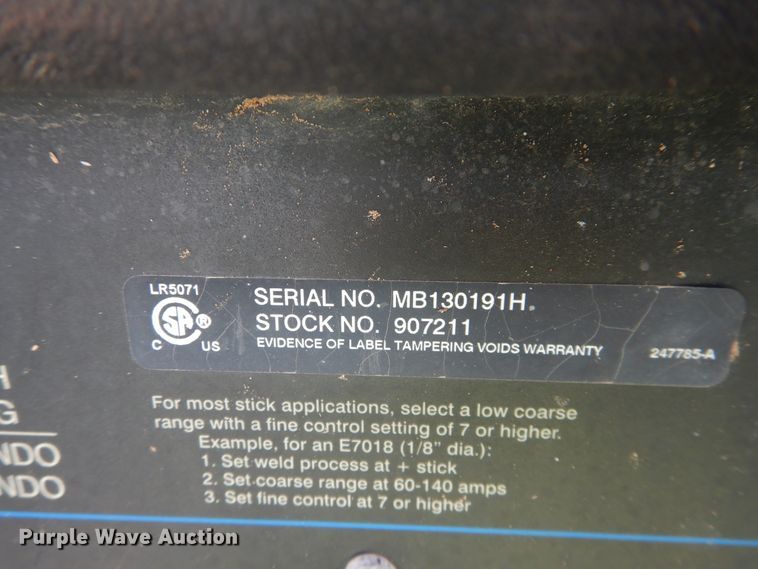 LR5071
SERIAL NO. MB130191H
STOCK NO. 907211
C US
EVIDENCE OF LABEL TAMPERING VOIDS WARRANTY
247785-A
For most stick applications, select a low coarse
range with a fine control setting of 7 or higher.
Example, for an E7018 (1/8" dia.):
1. Set weld process at + stick
2. Set coarse range at 60-140 amps
3. Set fine control at 7 or higher
H
G
NDO
NDO
Purple Wave Auction